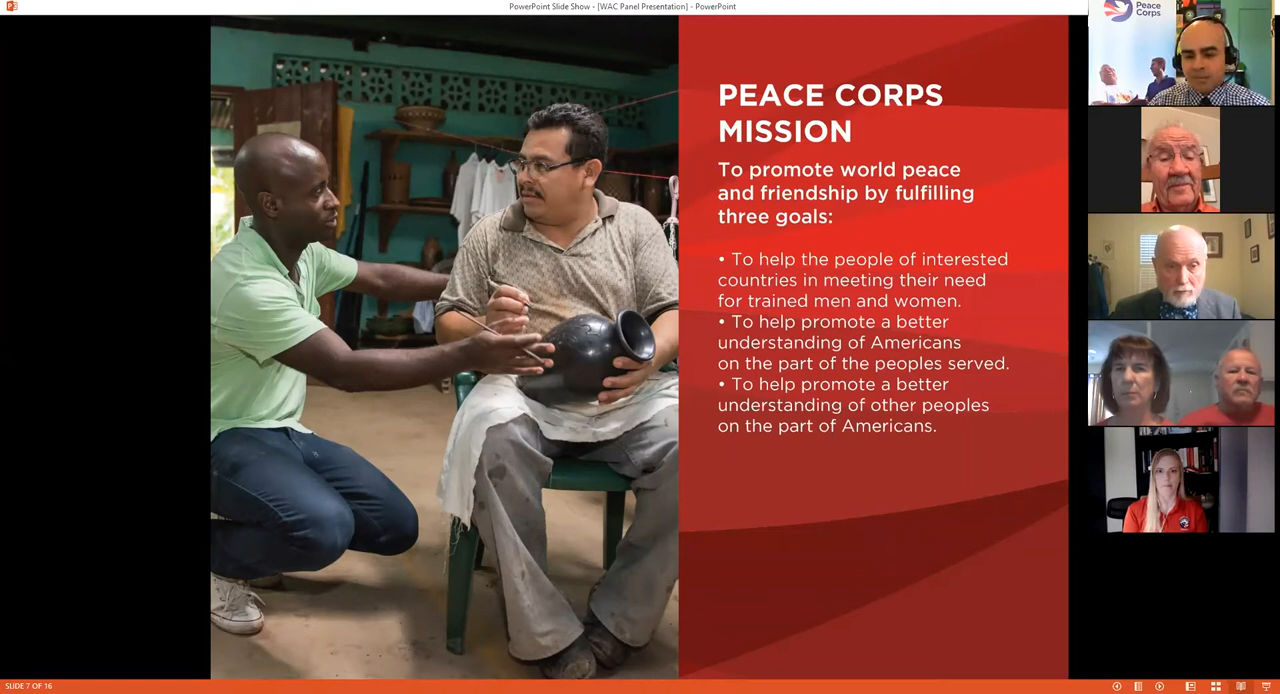 PowerPoint Slide Show - [WAC Panel Presentation] - PowerPoint
Peace
Corps
PEACE CORPS
MISSION
To promote world peace
and friendship by fulfilling
three goals:
• To help the people of interested
countries in meeting their need
for trained men and women.
• To help promote a better
understanding of Americans
on the part of the peoples served.
• To help promote a better
understanding of other peoples
on the part of Americans.
SLIDE 7 OF 16